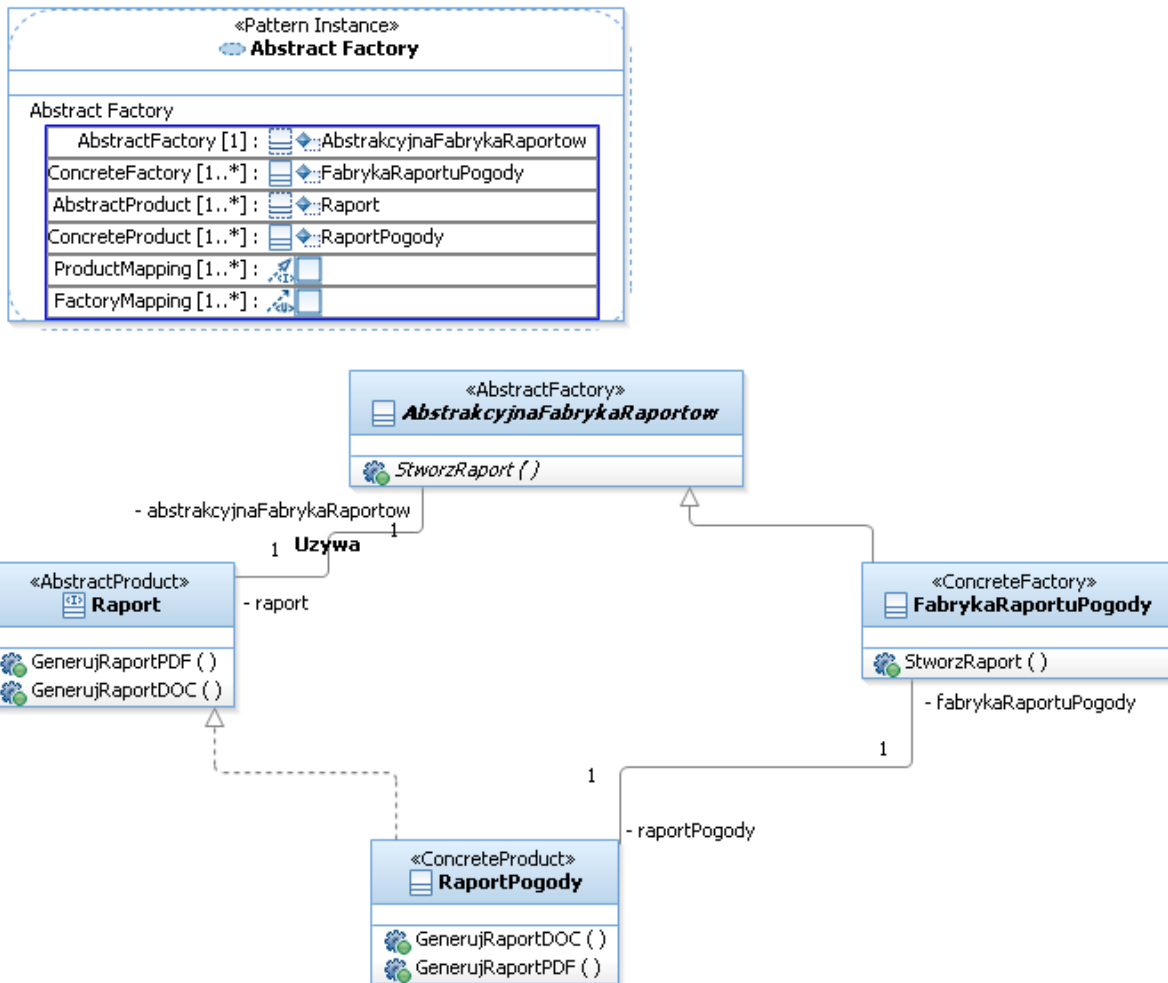 «Pattern Instance»
Abstract Factory
Abstract Factory
AbstractFactory [1] : AbstrakcyjnaFabrykaRaportow
ConcreteFactory [1..*] : FabrykaRaportuPogody
AbstractProduct [1..*] : Raport
ConcreteProduct [1..*] : RaportPogody
ProductMapping [1..*] :
FactoryMapping [1..*] :
«AbstractFactory»
AbstrakcyjnaFabrykaRaportow
StworzRaport ( )
- abstrakcyjnaFabrykaRaportow
1
1 Uzywa
«AbstractProduct»
Raport
- raport
GenerujRaportPDF ( )
GenerujRaportDOC ( )
«ConcreteFactory»
FabrykaRaportuPogody
StworzRaport ( )
- fabrykaRaportuPogody
1
1
- raportPogody
«ConcreteProduct»
RaportPogody
GenerujRaportDOC ( )
GenerujRaportPDF ( )